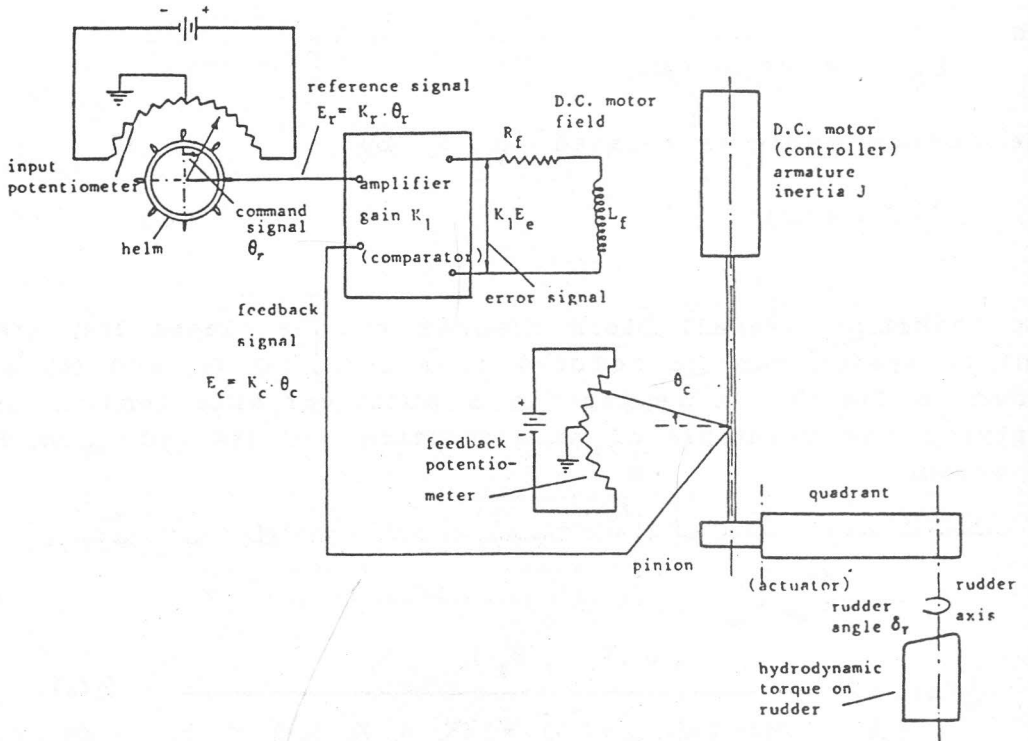 - +
reference signal
E_r = K_r · θ_r
D.C. motor
field
R_f
D.C. motor
(controller)
armature
inertia J
input
potentiometer
amplifier
gain K_1
K_1E_e
L_f
command
signal
θ_r
helm
(comparator)
error signal
feedback
signal
E_c = K_c · θ_c
θ_c
+
feedback
potentio-
meter
quadrant
pinion
(actuator)
rudder
axis
rudder
angle δ_r
hydrodynamic
torque on
rudder